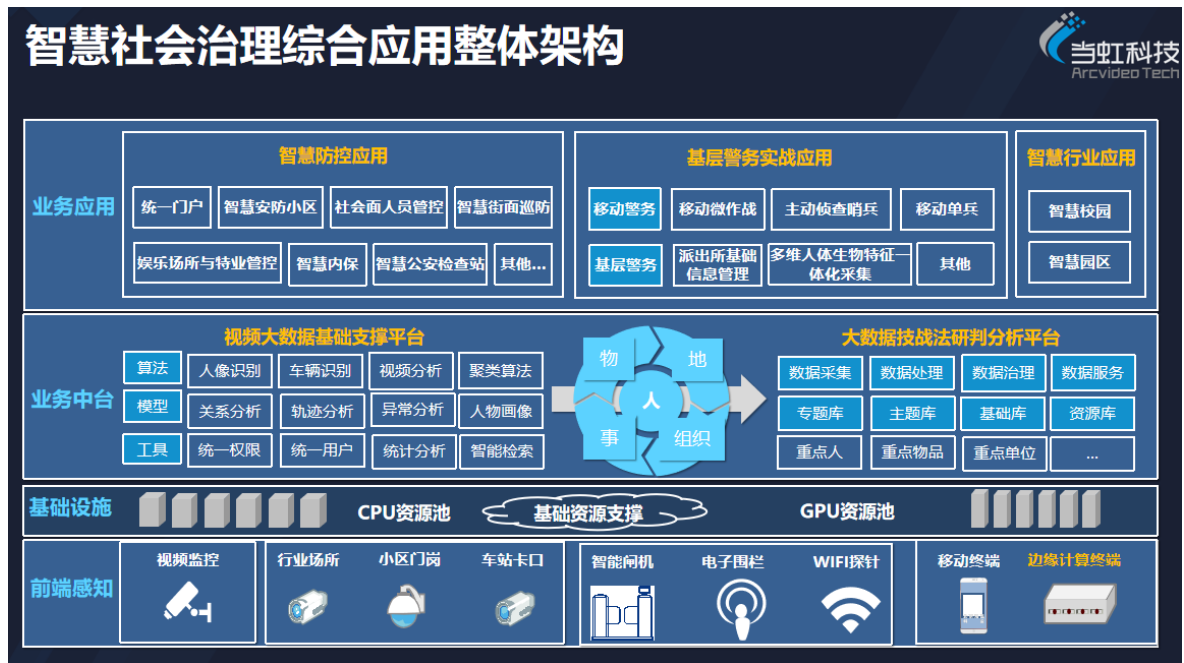 智慧社会治理综合应用整体架构
当虹科技
Arcvideo Tech
业务应用
智慧防控应用
统一门户
智慧安防小区
社会面人员管控
智慧街面巡防
娱乐场所与特业管控
智慧内保
智慧公安检查站
其他...
基层警务实战应用
移动警务
移动微作战
主动侦查哨兵
移动单兵
基层警务
派出所基础
信息管理
多维人体生物特征一
体化采集
其他
智慧行业应用
智慧校园
智慧园区
业务中台
视频大数据基础支撑平台
算法
人像识别
车辆识别
视频分析
聚类算法
模型
关系分析
轨迹分析
异常分析
人物画像
工具
统一权限
统一用户
统计分析
智能检索
物
地
人
事
组织
大数据技战法研判分析平台
数据采集
数据处理
数据治理
数据服务
专题库
主题库
基础库
资源库
重点人
重点物品
重点单位
...
基础设施
CPU资源池
基础资源支撑
GPU资源池
前端感知
视频监控
行业场所
小区门岗
车站卡口
智能闸机
电子围栏
WIFI探针
移动终端
边缘计算终端